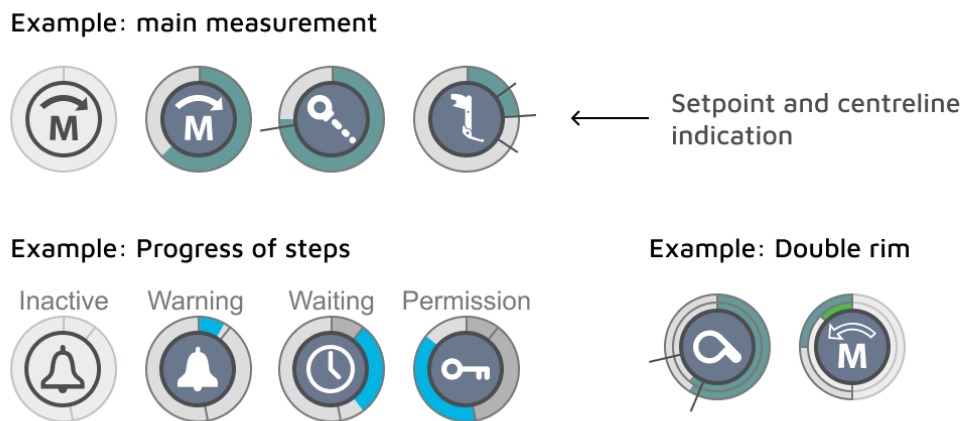 Example: main measurement
M
M
Setpoint and centreline
indication
Example: Progress of steps
Example: Double rim
Inactive
Warning
Waiting
Permission
M